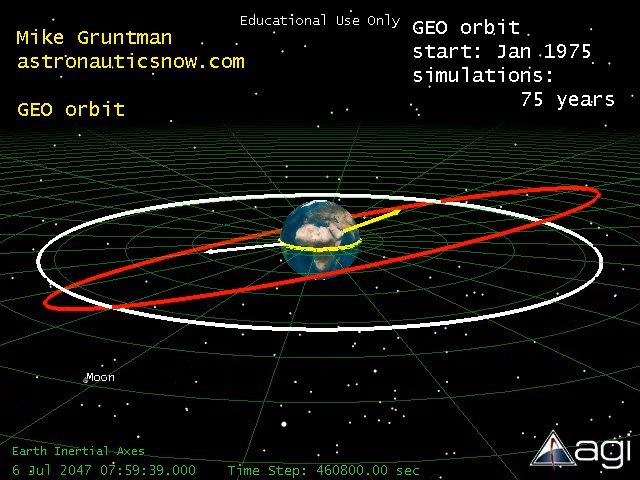 Educational Use Only
Mike Gruntman
astronauticsnow.com
GEO orbit
GEO orbit
start: Jan 1975
simulations:
75 years
Moon
Earth Inertial Axes
6 Jul 2047 07:59:39.000 Time Step: 460800.00 sec
agi